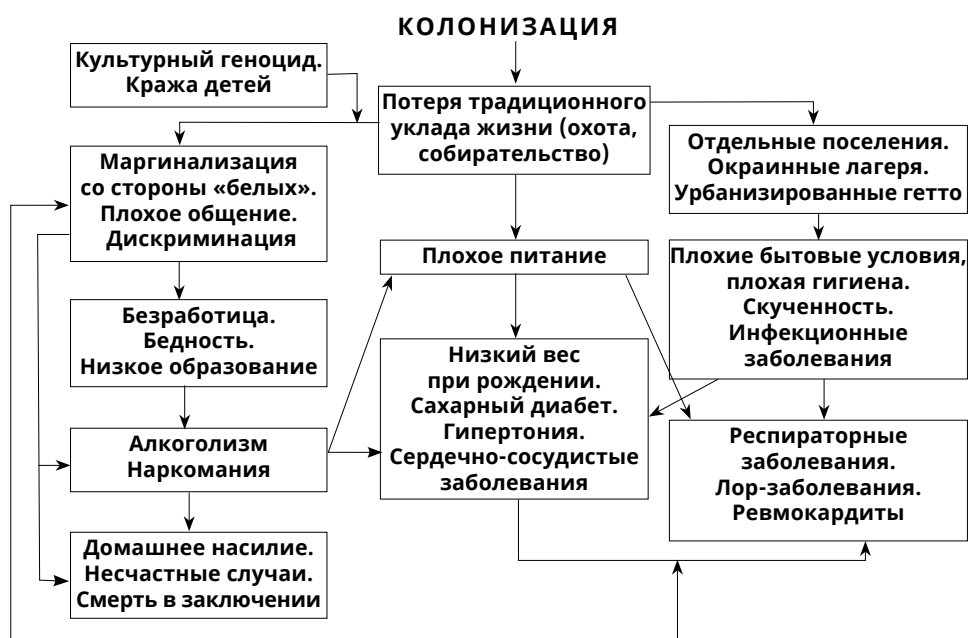 КОЛОНИЗАЦИЯ
Культурный геноцид.
Кража детей
Потеря традиционного
уклада жизни (охота,
собирательство)
Отдельные поселения.
Окраинные лагеря.
Урбанизированные гетто
Маргинализация
со стороны «белых».
Плохое общение.
Дискриминация
Плохое питание
Плохие бытовые условия,
плохая гигиена.
Скученность.
Инфекционные
заболевания
Безработица.
Бедность.
Низкое образование
Низкий вес
при рождении.
Сахарный диабет.
Гипертония.
Сердечно-сосудистые
заболевания
Алкоголизм
Наркомания
Респираторные
заболевания.
Лор-заболевания.
Ревмокардиты
Домашнее насилие.
Несчастные случаи.
Смерть в заключении